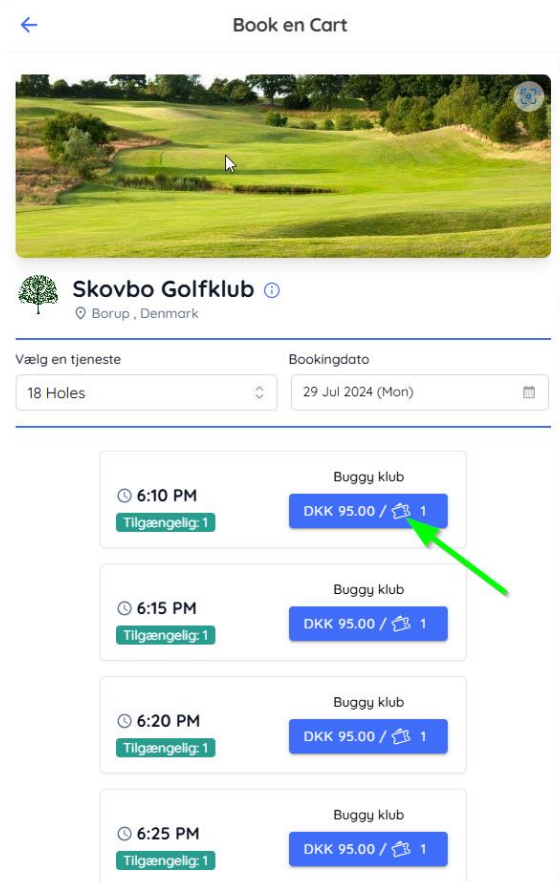 Book en Cart
Skovbo Golfklub
Borup , Denmark
Vælg en tjeneste
Bookingdato
18 Holes
29 Jul 2024 (Mon)
Buggy klub
6:10 PM
DKK 95.00 / 1
Tilgængelig: 1
Buggy klub
6:15 PM
DKK 95.00 / 1
Tilgængelig: 1
Buggy klub
6:20 PM
DKK 95.00 / 1
Tilgængelig: 1
Buggy klub
6:25 PM
DKK 95.00 / 1
Tilgængelig: 1